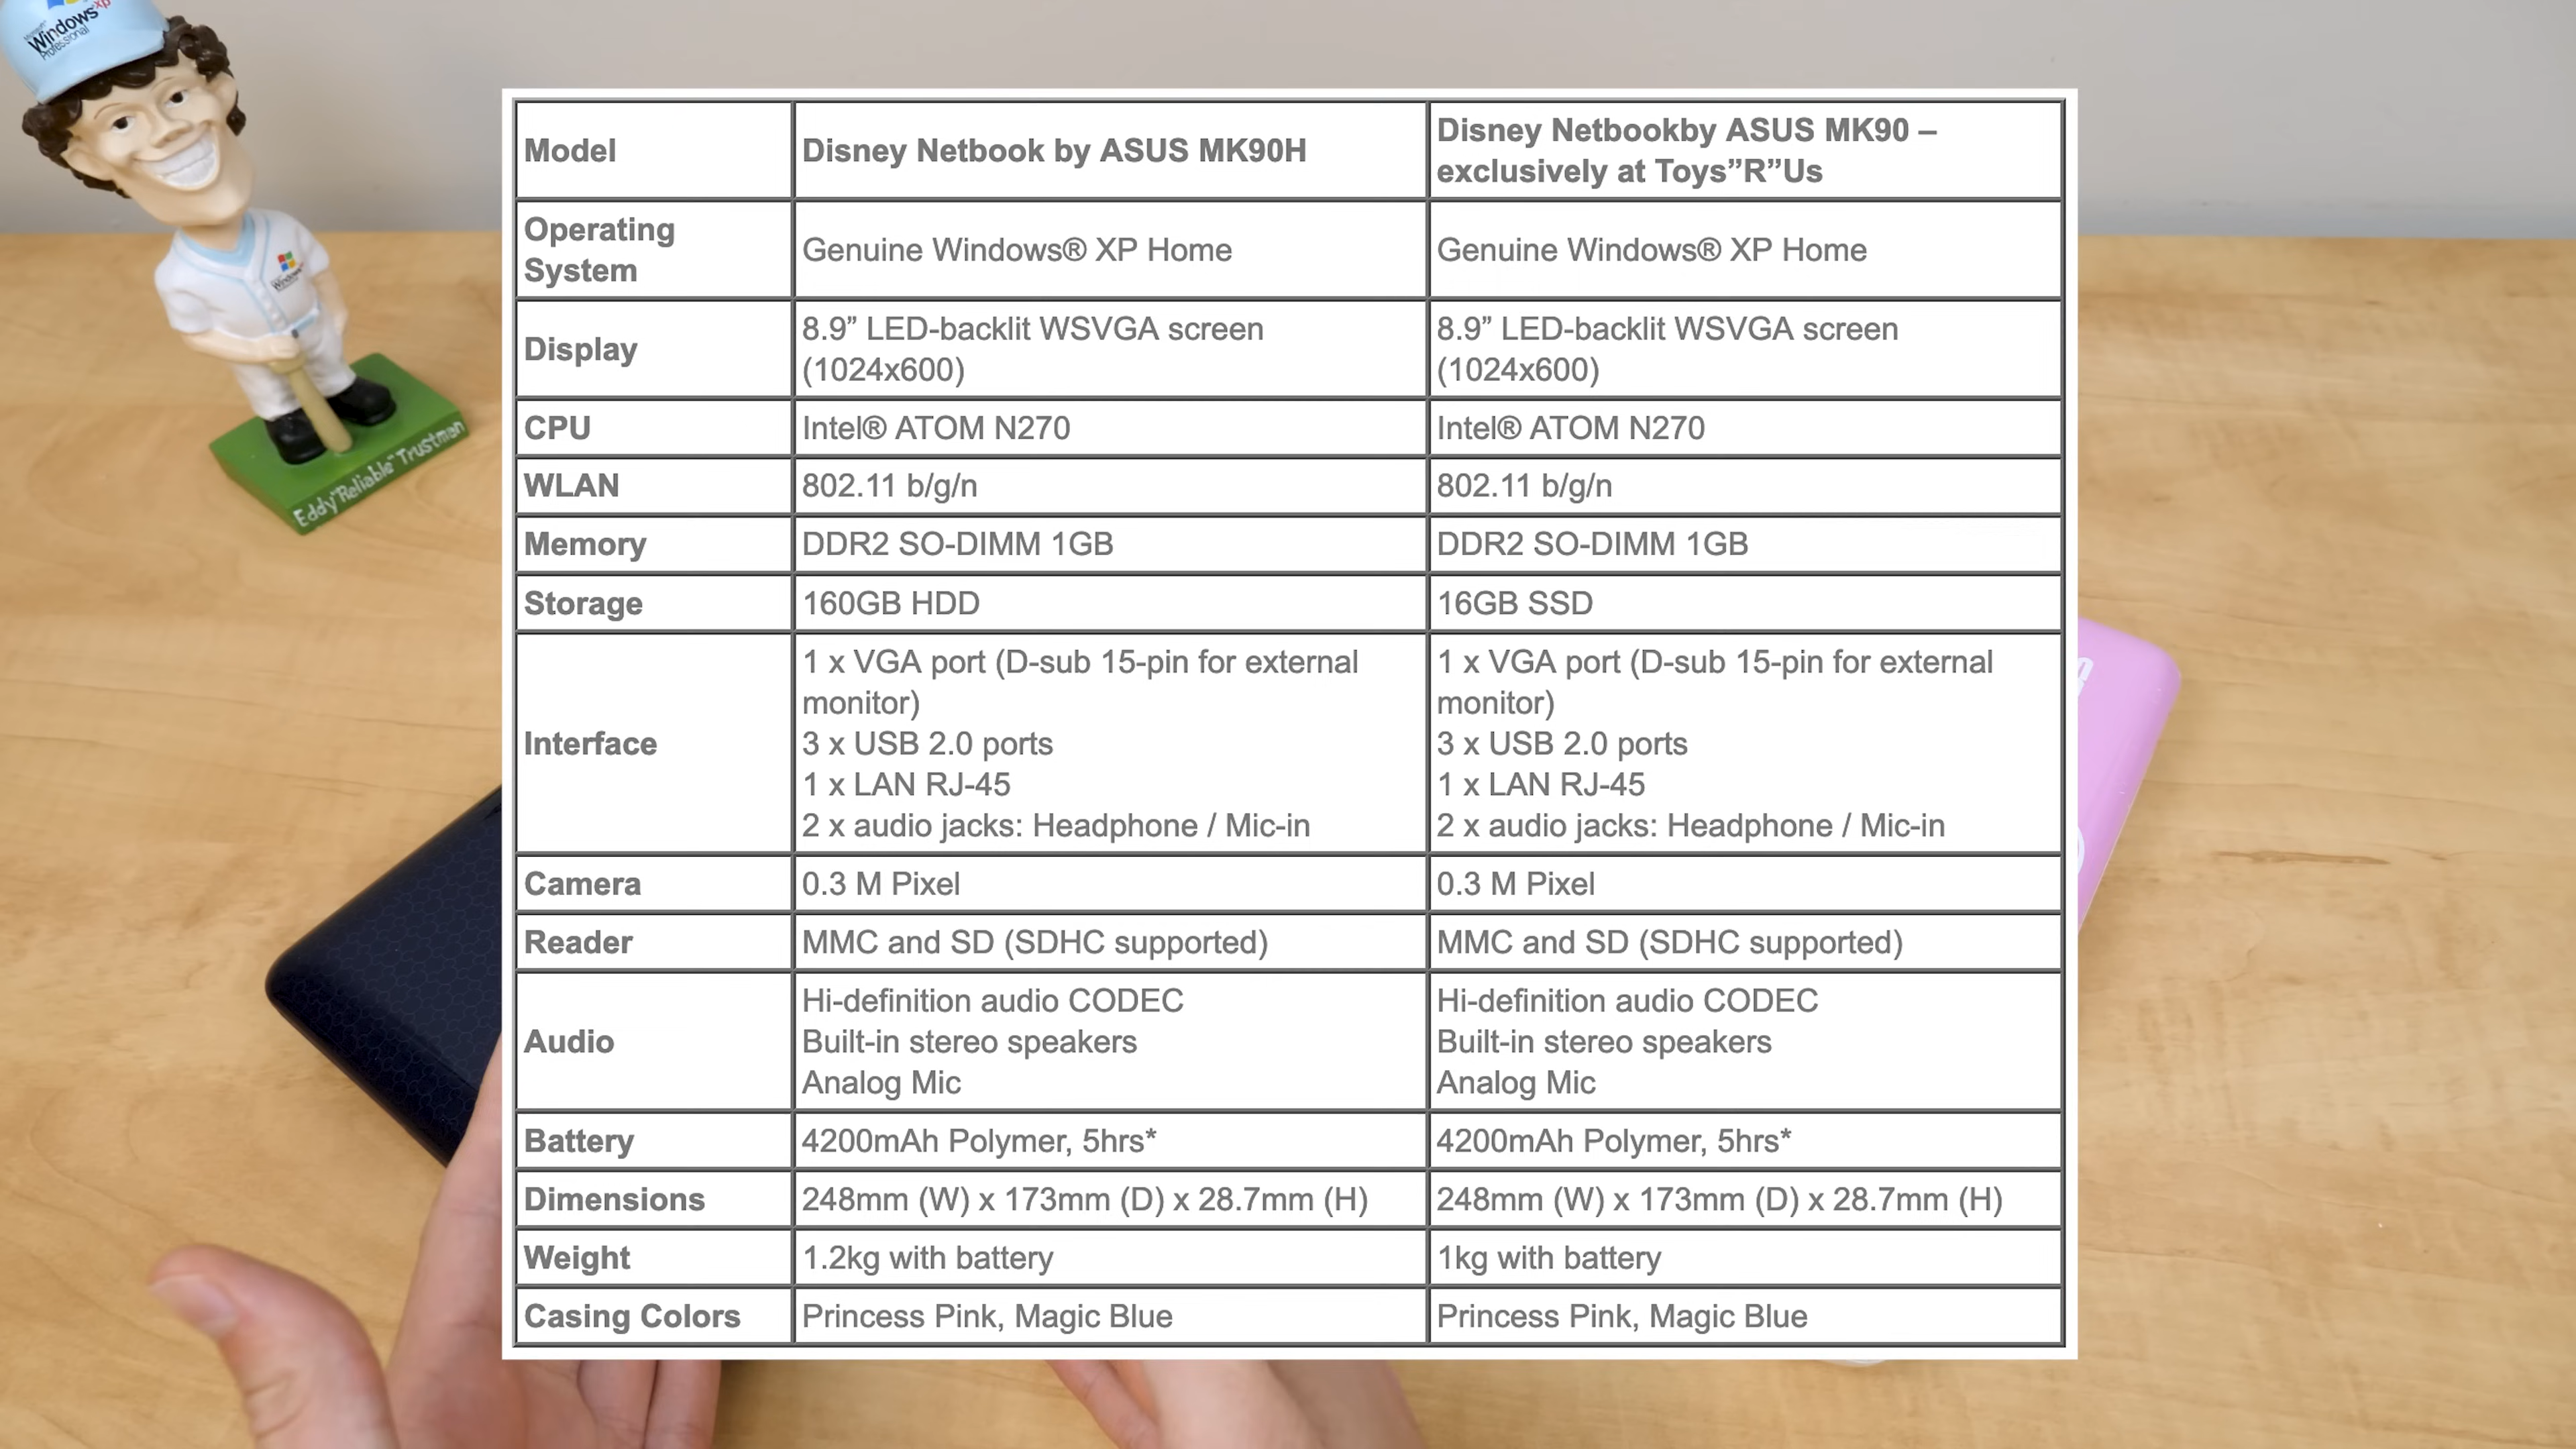 Microsoft
Windows xp
Professional
Windows
Eddy "Reliable" Trustman
Model
Disney Netbook by ASUS MK90H
Disney Netbookby ASUS MK90 –
exclusively at Toys”R”Us
Operating
System
Genuine Windows® XP Home
Genuine Windows® XP Home
Display
8.9” LED-backlit WSVGA screen
(1024x600)
8.9” LED-backlit WSVGA screen
(1024x600)
CPU
Intel® ATOM N270
Intel® ATOM N270
WLAN
802.11 b/g/n
802.11 b/g/n
Memory
DDR2 SO-DIMM 1GB
DDR2 SO-DIMM 1GB
Storage
160GB HDD
16GB SSD
Interface
1 x VGA port (D-sub 15-pin for external
monitor)
3 x USB 2.0 ports
1 x LAN RJ-45
2 x audio jacks: Headphone / Mic-in
1 x VGA port (D-sub 15-pin for external
monitor)
3 x USB 2.0 ports
1 x LAN RJ-45
2 x audio jacks: Headphone / Mic-in
Camera
0.3 M Pixel
0.3 M Pixel
Reader
MMC and SD (SDHC supported)
MMC and SD (SDHC supported)
Audio
Hi-definition audio CODEC
Built-in stereo speakers
Analog Mic
Hi-definition audio CODEC
Built-in stereo speakers
Analog Mic
Battery
4200mAh Polymer, 5hrs*
4200mAh Polymer, 5hrs*
Dimensions
248mm (W) x 173mm (D) x 28.7mm (H)
248mm (W) x 173mm (D) x 28.7mm (H)
Weight
1.2kg with battery
1kg with battery
Casing Colors
Princess Pink, Magic Blue
Princess Pink, Magic Blue